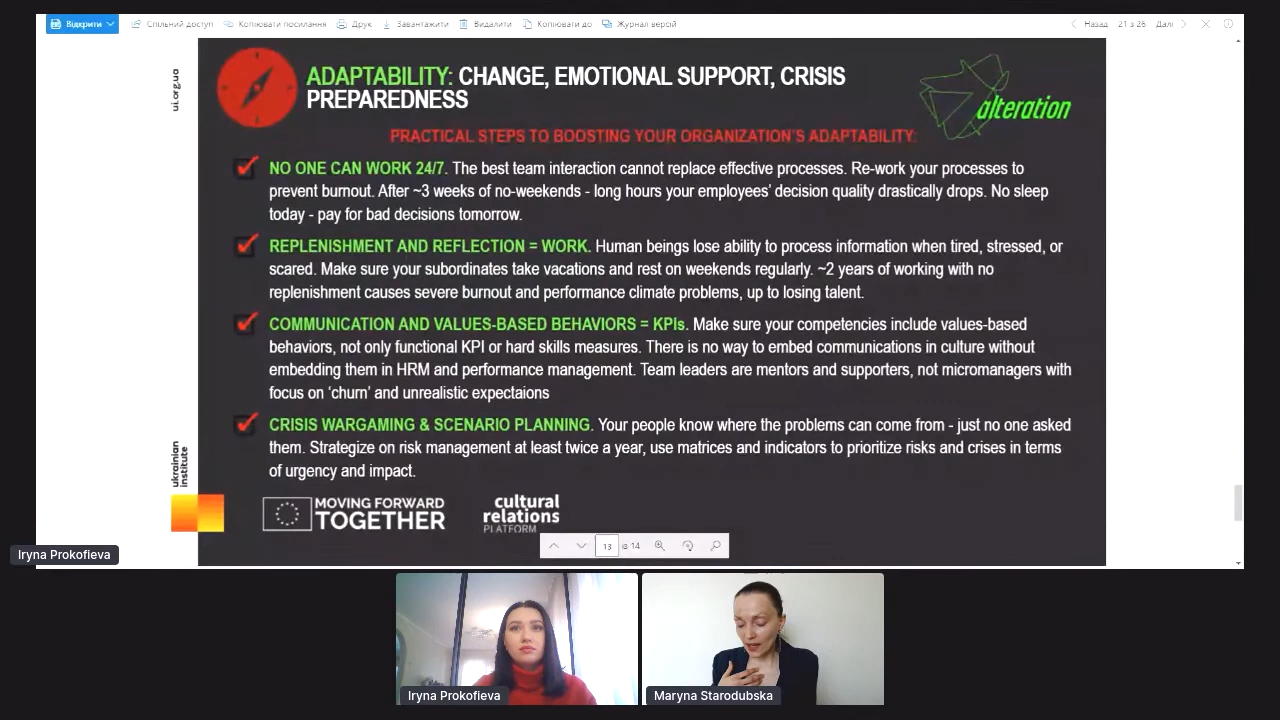 Відкрити
Спільний доступ
Копіювати посилання
Друк
Завантажити
Видалити
Копіювати до
Журнал версій
Назад
21 з 26
Далі
ui.org.ua
ADAPTABILITY: CHANGE, EMOTIONAL SUPPORT, CRISIS
PREPAREDNESS
alteration
PRACTICAL STEPS TO BOOSTING YOUR ORGANIZATION'S ADAPTABILITY:
NO ONE CAN WORK 24/7. The best team interaction cannot replace effective processes. Re-work your processes to
prevent burnout. After ~3 weeks of no-weekends - long hours your employees' decision quality drastically drops. No sleep
today - pay for bad decisions tomorrow.
REPLENISHMENT AND REFLECTION = WORK. Human beings lose ability to process information when tired, stressed, or
scared. Make sure your subordinates take vacations and rest on weekends regularly. ~2 years of working with no
replenishment causes severe burnout and performance climate problems, up to losing talent.
COMMUNICATION AND VALUES-BASED BEHAVIORS = KPIs. Make sure your competencies include values-based
behaviors, not only functional KPI or hard skills measures. There is no way to embed communications in culture without
embedding them in HRM and performance management. Team leaders are mentors and supporters, not micromanagers with
focus on 'churn' and unrealistic expectaions
CRISIS WARGAMING & SCENARIO PLANNING. Your people know where the problems can come from - just no one asked
them. Strategize on risk management at least twice a year, use matrices and indicators to prioritize risks and crises in terms
of urgency and impact.
ukrainian
institute
MOVING FORWARD
TOGETHER
cultural
relations
PLATFORM
13 із 14
Iryna Prokofieva
Iryna Prokofieva
Maryna Starodubska